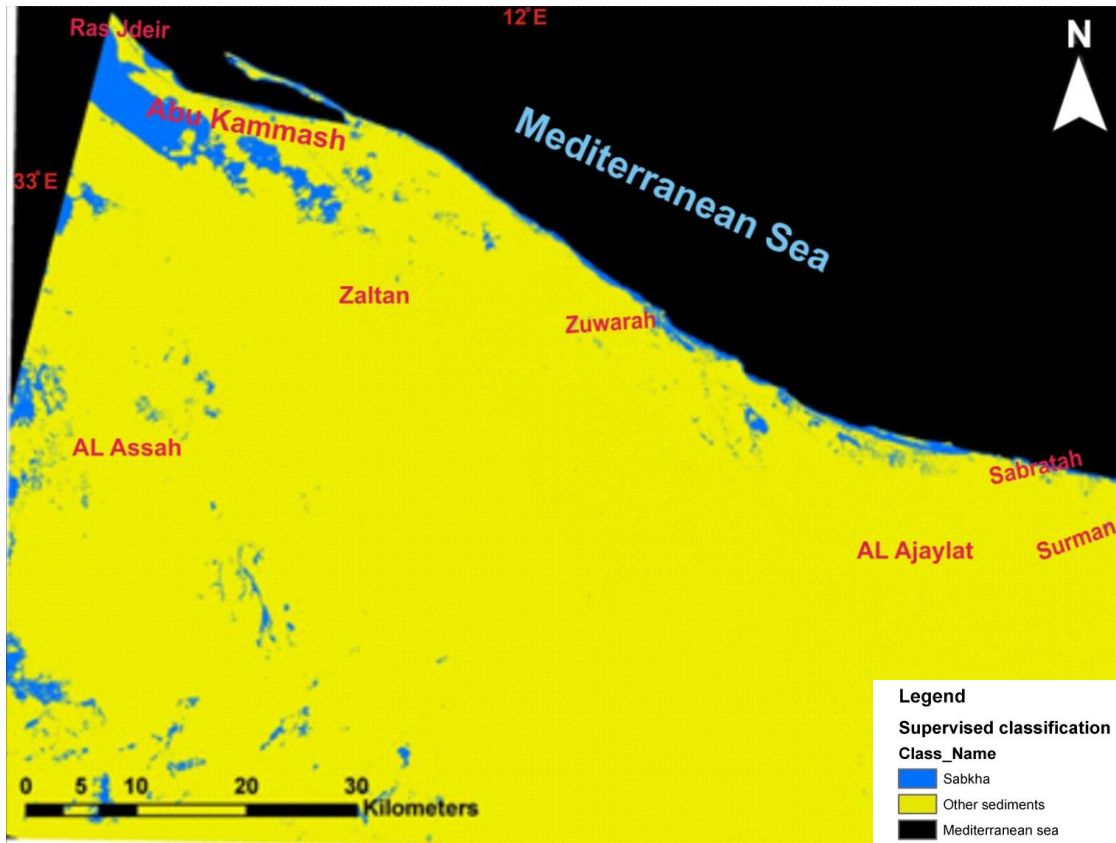 12°E
Ras Jdeir
N
Abu Kammash
Mediterranean Sea
33°E
Zaltan
Zuwarah
AL Assah
Sabratah
AL Ajaylat
Surman
Legend
Supervised classification
Class_Name
Sabkha
Other sediments
Mediterranean sea
0 5 10 20 30
Kilometers